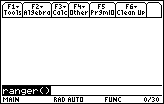 F1▾ F2▾ F3▾ F4▾ F5 F6▾
Tools Algebra Calc Other PrgmIO Clean Up
ranger()
MAIN RAD AUTO FUNC 0/30